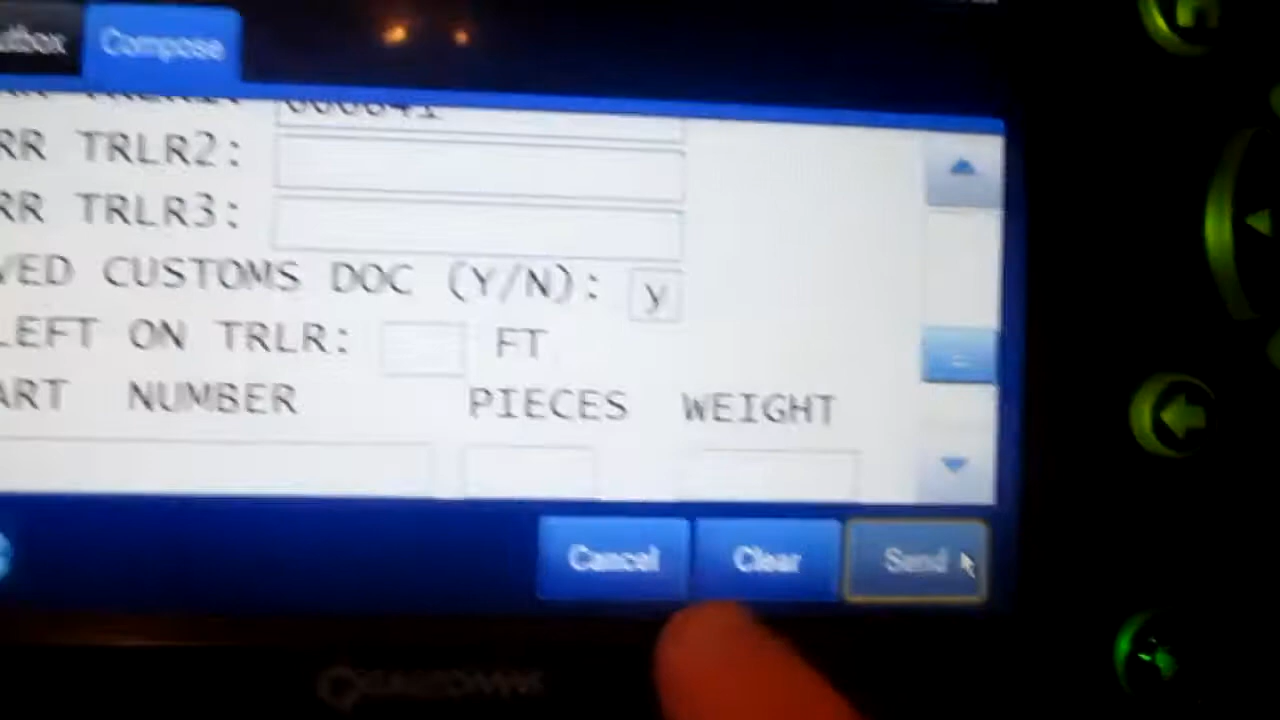 Compose
RR TRLR2:
RR TRLR3:
VED CUSTOMS DOC (Y/N): y
LEFT ON TRLR: FT
ART NUMBER PIECES WEIGHT
Cancel Clear Send
QUALCOMM